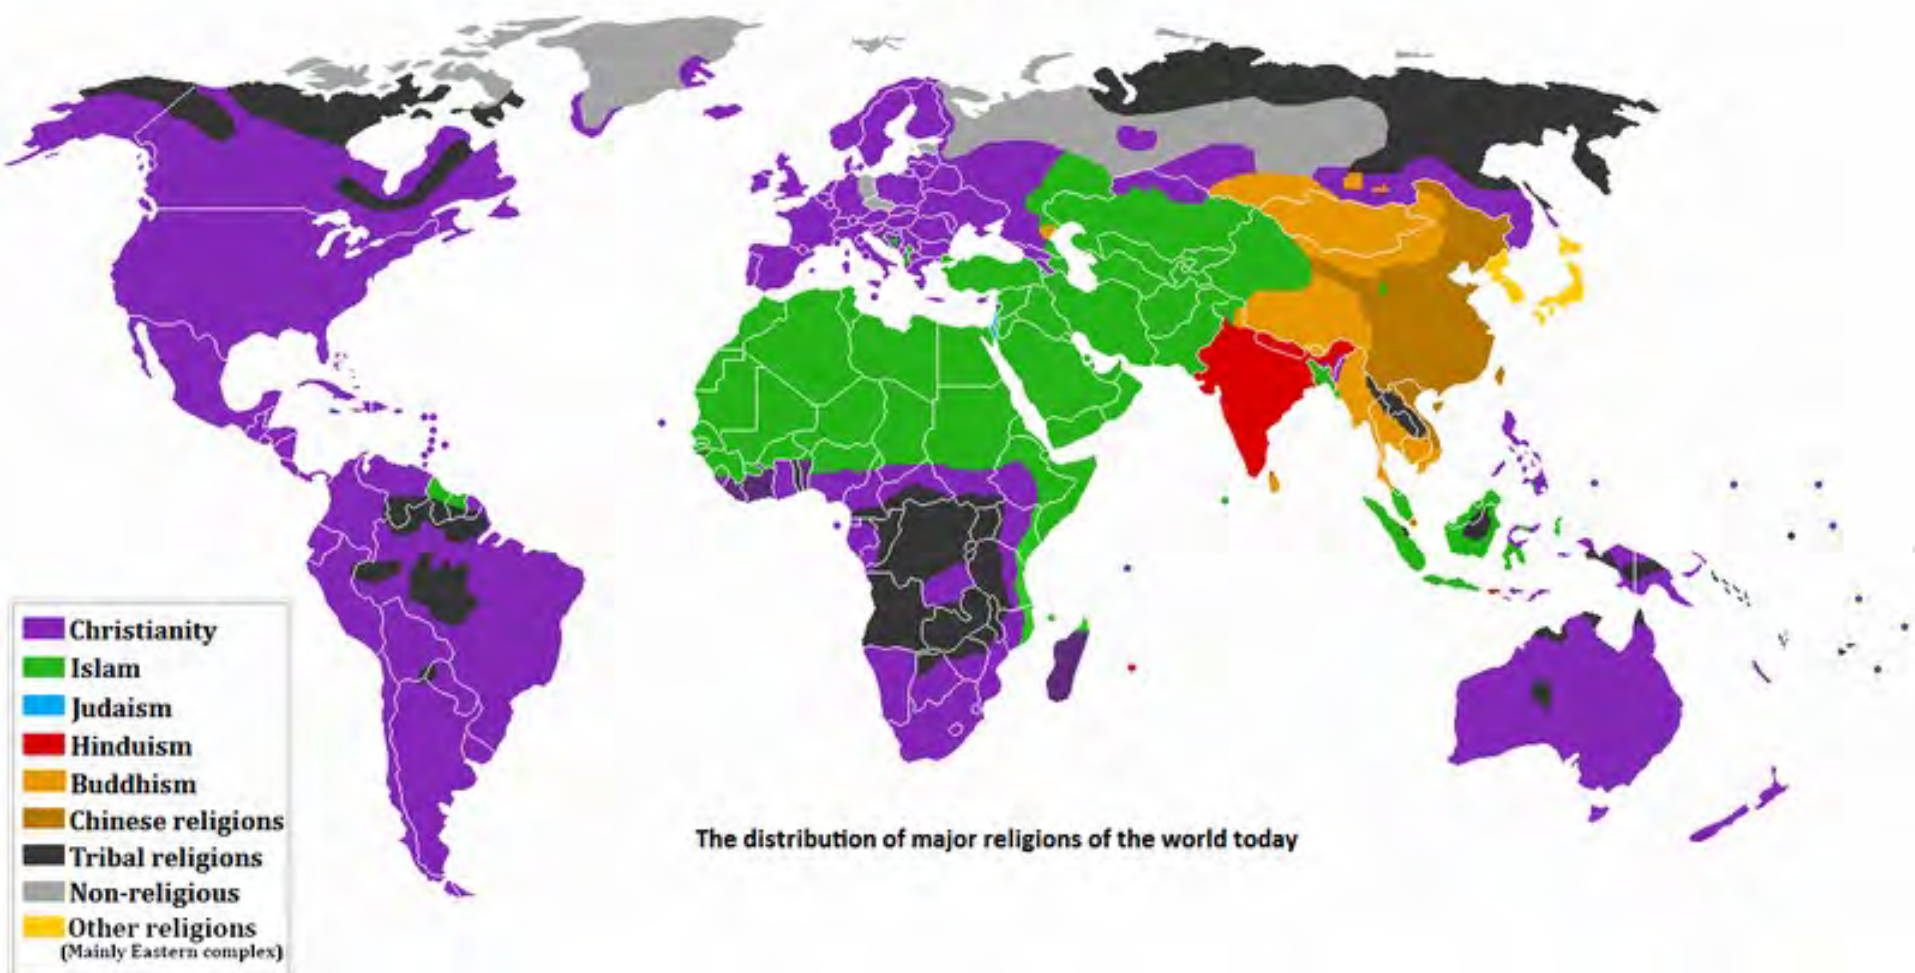 Christianity
Islam
Judaism
Hinduism
Buddhism
Chinese religions
Tribal religions
Non-religious
Other religions
(Mainly Eastern complex)
The distribution of major religions of the world today